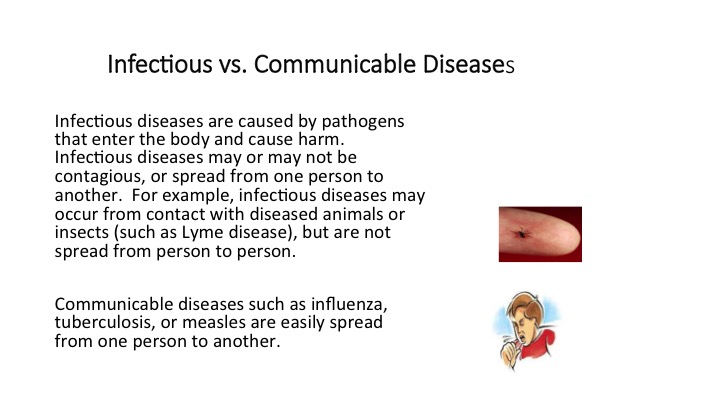 Infectious vs. Communicable Diseases
Infectious diseases are caused by pathogens
that enter the body and cause harm.
Infectious diseases may or may not be
contagious, or spread from one person to
another.  For example, infectious diseases may
occur from contact with diseased animals or
insects (such as Lyme disease), but are not
spread from person to person.
Communicable diseases such as influenza,
tuberculosis, or measles are easily spread
from one person to another.